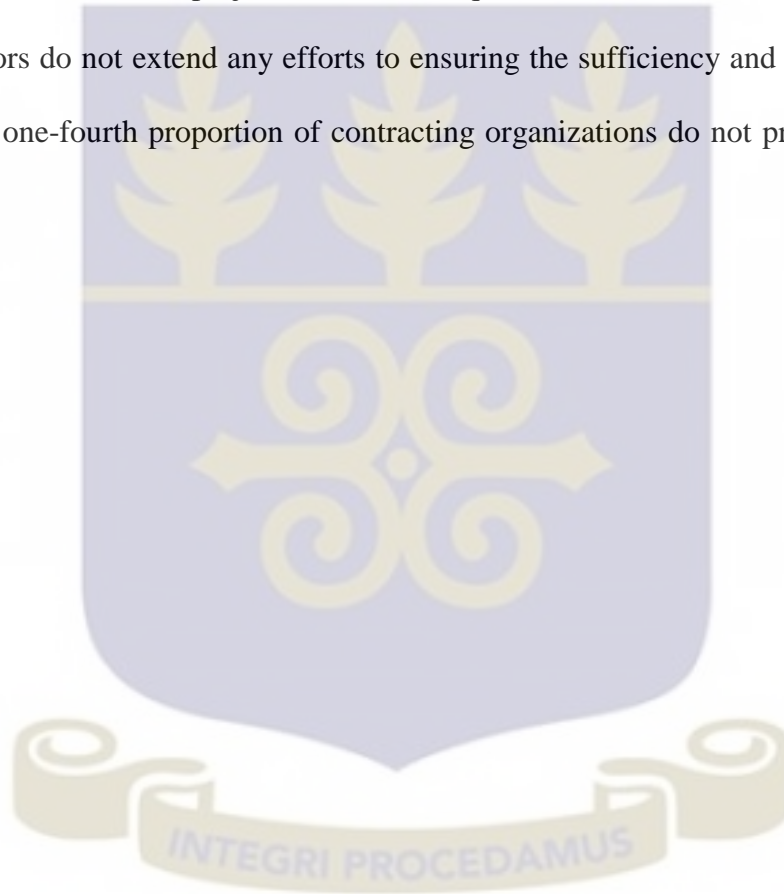 ors do not extend any efforts to ensuring the sufficiency and
one-fourth proportion of contracting organizations do not
INTEGRI PROCEDAMUS